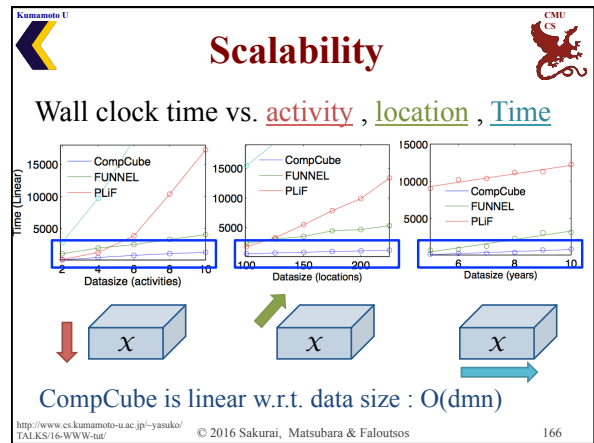 Kumamoto U
CMU
CS
Scalability
Wall clock time vs. activity , location , Time
Time (Linear)
15000
10000
5000
CompCube
FUNNEL
PLiF
2 4 6 8 10
Datasize (activities)
15000
10000
5000
CompCube
FUNNEL
PLiF
100 150 200
Datasize (locations)
15000
10000
5000
0
CompCube
FUNNEL
PLiF
6 8 10
Datasize (years)
x
x
x
CompCube is linear w.r.t. data size : O(dmn)
http://www.cs.kumamoto-u.ac.jp/~yasuko/
TALKS/16-WWW-tut/
© 2016 Sakurai, Matsubara & Faloutsos
166